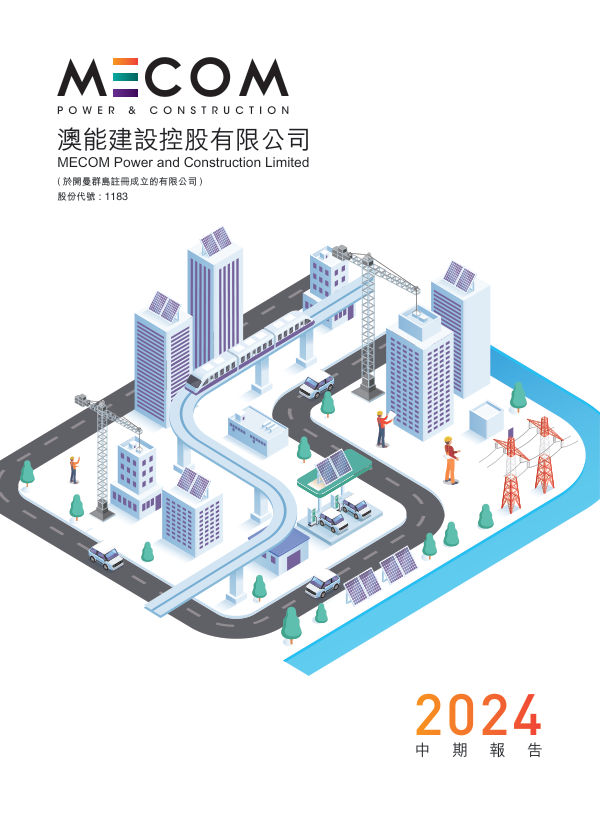 MECOM
POWER & CONSTRUCTION
澳能建設控股有限公司
MECOM Power and Construction Limited
(於開曼群島註冊成立的有限公司)
股份代號：1183
2024
中期報告